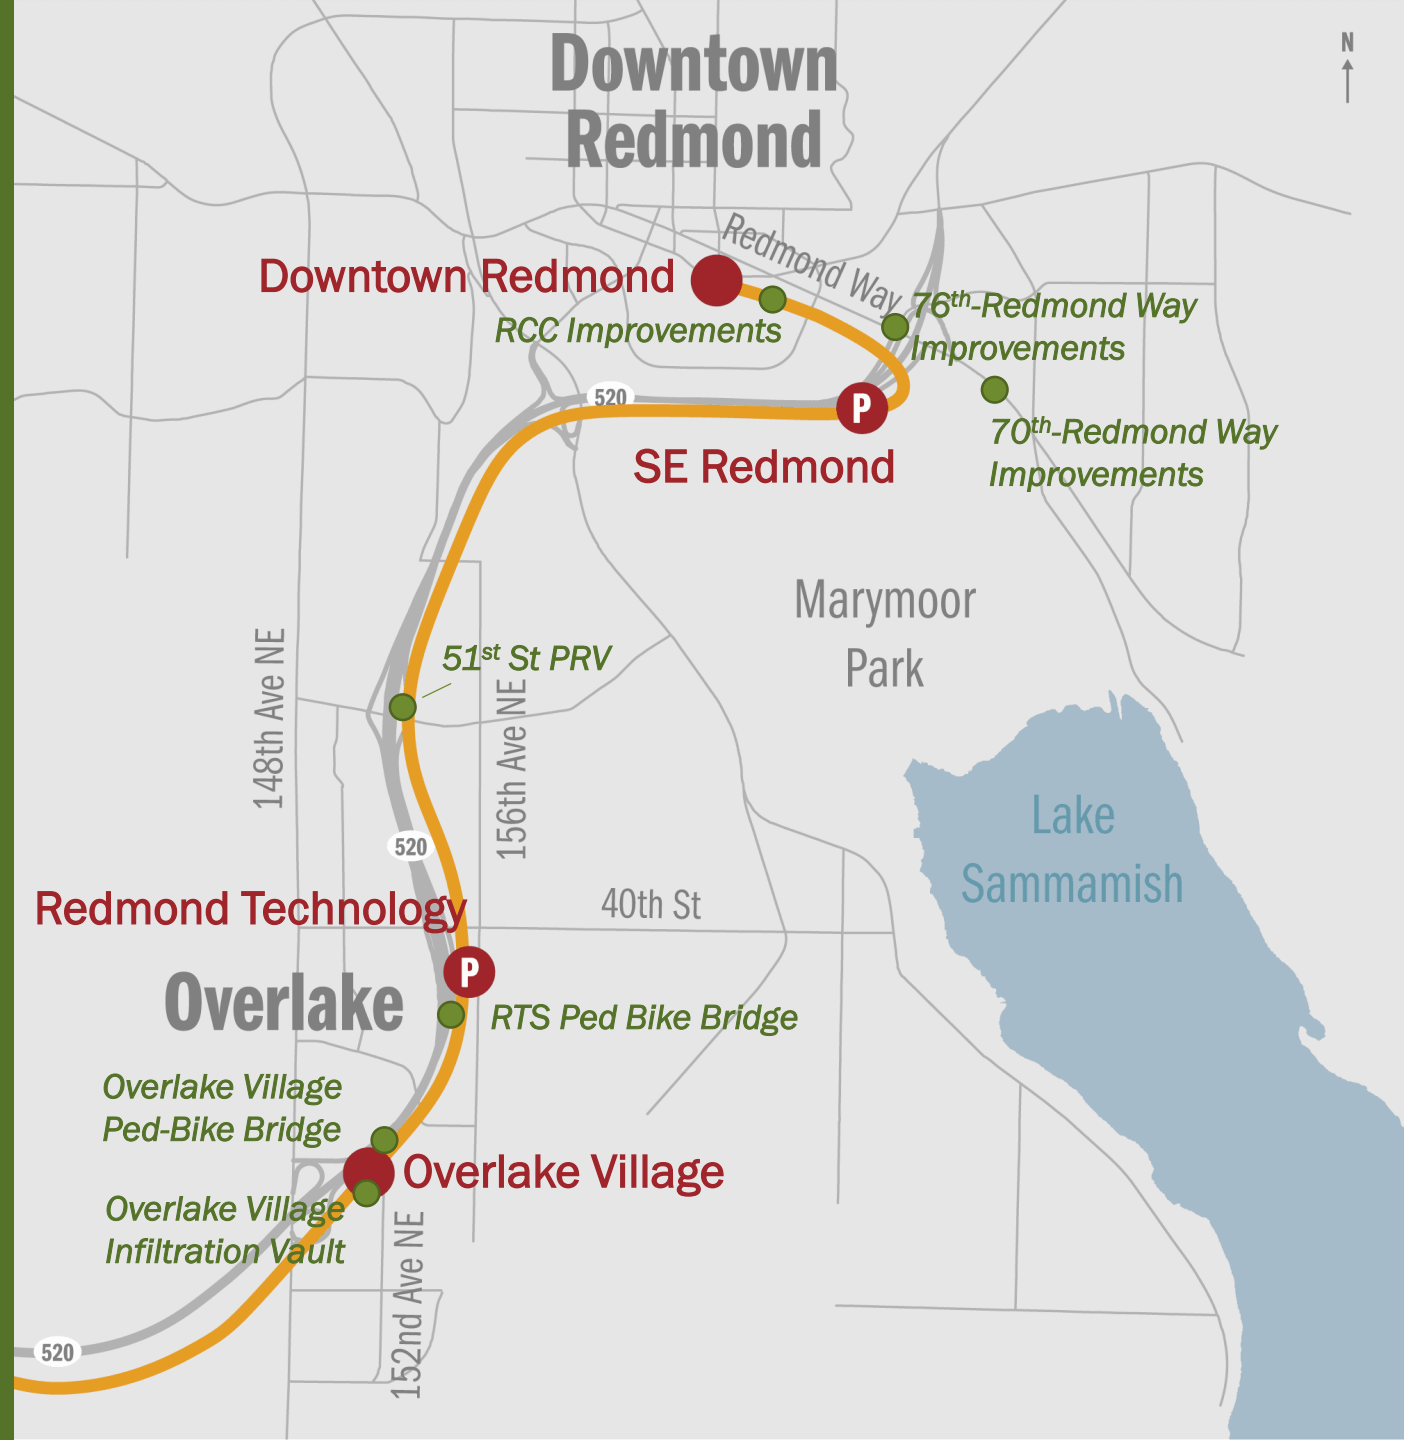 N
Downtown
Redmond
Redmond Way
Downtown Redmond
RCC Improvements
76th-Redmond Way
Improvements
520
SE Redmond
70th-Redmond Way
Improvements
P
Marymoor
Park
51st St PRV
148th Ave NE
156th Ave NE
Lake
Sammamish
520
Redmond Technology
40th St
P
Overlake
RTS Ped Bike Bridge
Overlake Village
Ped-Bike Bridge
Overlake Village
Overlake Village
Infiltration Vault
152nd Ave NE
520